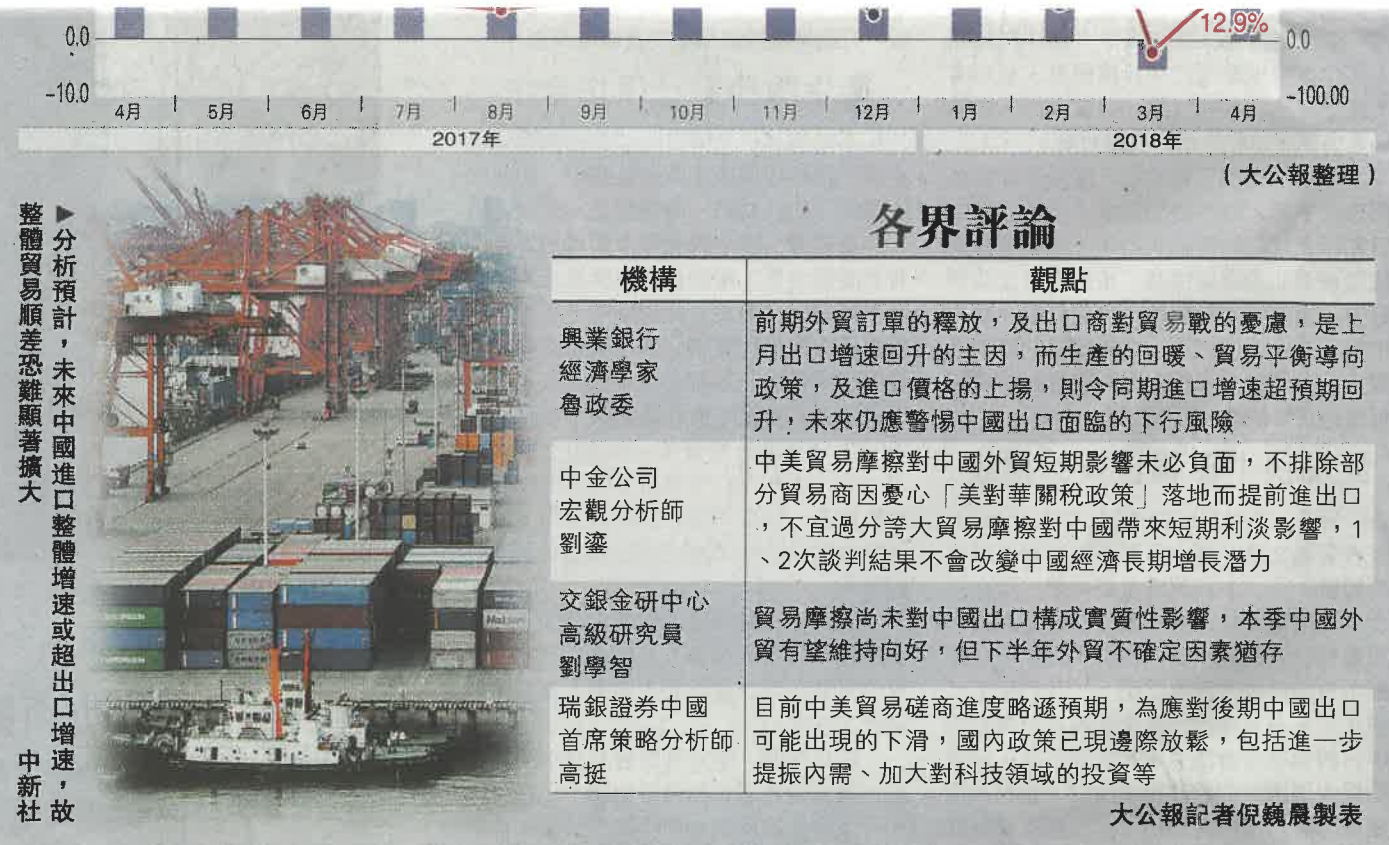 12.9%
0.0
0.0
-10.0
-100.00
4月 5月 6月 7月 8月 9月 10月 11月 12月 1月 2月 3月 4月
2017年 2018年
(大公報整理)
▶分析預計，未來中國進口整體增速或超出口增速，故
整體貿易順差恐難顯著擴大
中新社
各界評論
機構 觀點
興業銀行
經濟學家
魯政委
前期外貿訂單的釋放，及出口商對貿易戰的憂慮，是上
月出口增速回升的主因，而生產的回暖、貿易平衡導向
政策，及進口價格的上揚，則令同期進口增速超預期回
升，未來仍應警惕中國出口面臨的下行風險
中金公司
宏觀分析師
劉鎏
中美貿易摩擦對中國外貿短期影響未必負面，不排除部
分貿易商因憂心「美對華關稅政策」落地而提前進出口
，不宜過分誇大貿易摩擦對中國帶來短期利淡影響，1
、2次談判結果不會改變中國經濟長期增長潛力
交銀金研中心
高級研究員
劉學智
貿易摩擦尚未對中國出口構成實質性影響，本季中國外
貿有望維持向好，但下半年外貿不確定因素猶存
瑞銀證券中國
首席策略分析師
高挺
目前中美貿易磋商進度略遜預期，為應對後期中國出口
可能出現的下滑，國內政策已現邊際放鬆，包括進一步
提振內需、加大對科技領域的投資等
大公報記者倪巍晨製表